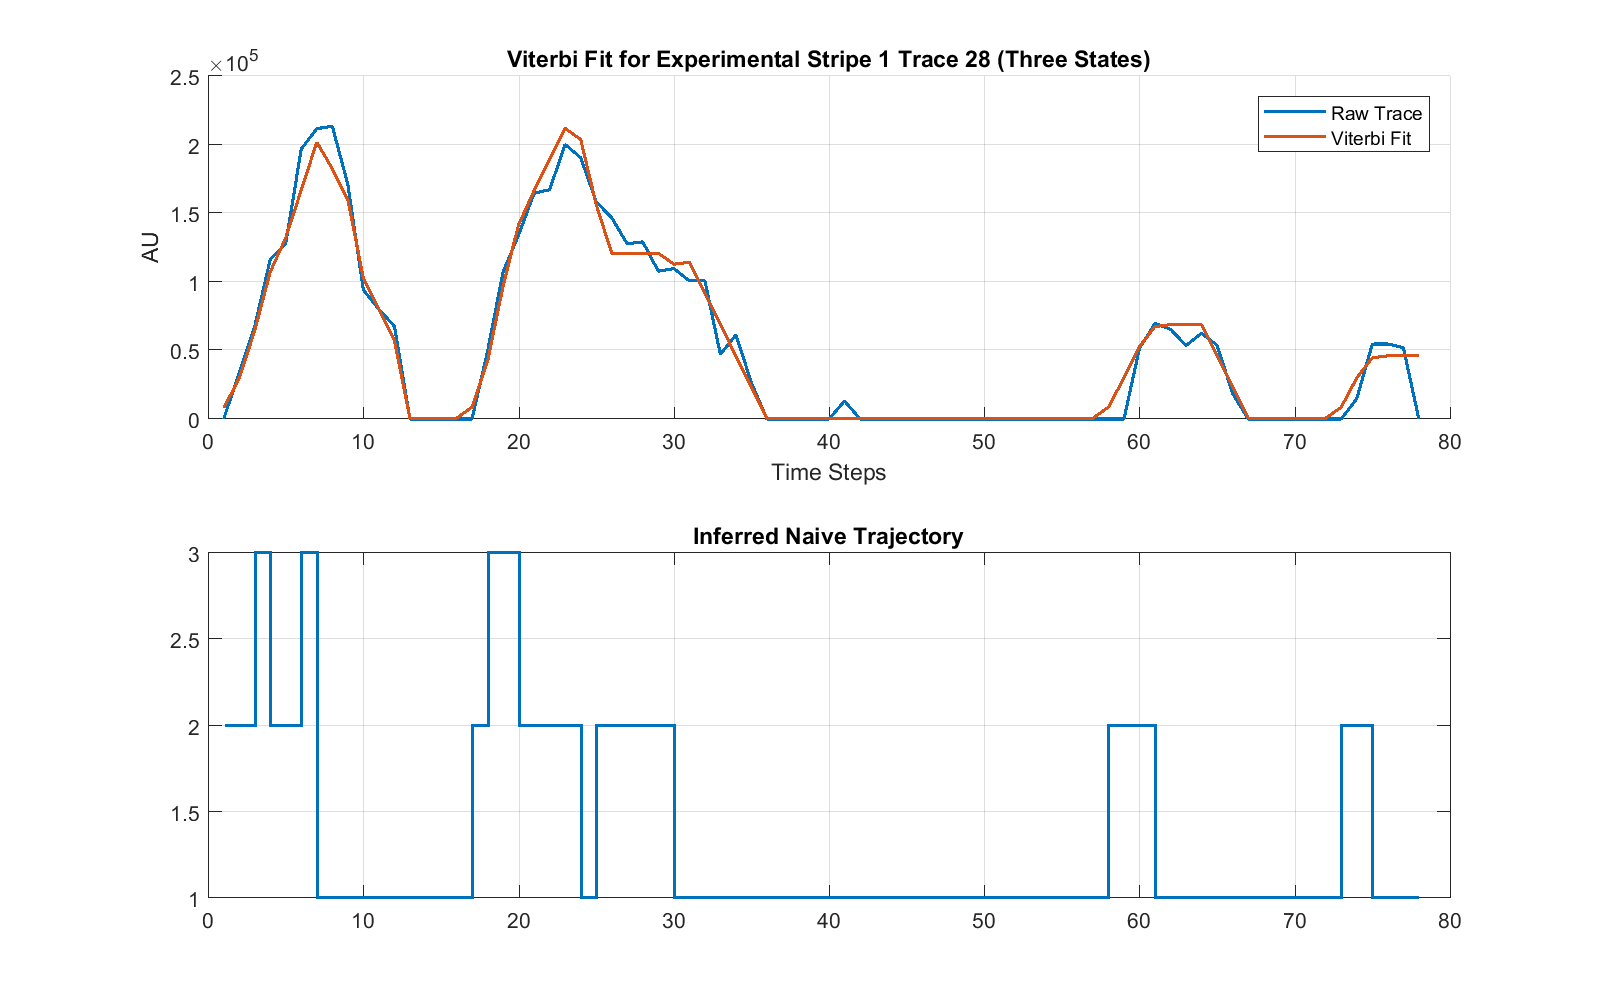 Viterbi Fit for Experimental Stripe 1 Trace 28 (Three States)
×10^5
2.5
2
1.5
1
0.5
0
AU
Raw Trace
Viterbi Fit
0 10 20 30 40 50 60 70 80
Time Steps
Inferred Naive Trajectory
3
2.5
2
1.5
1
0 10 20 30 40 50 60 70 80